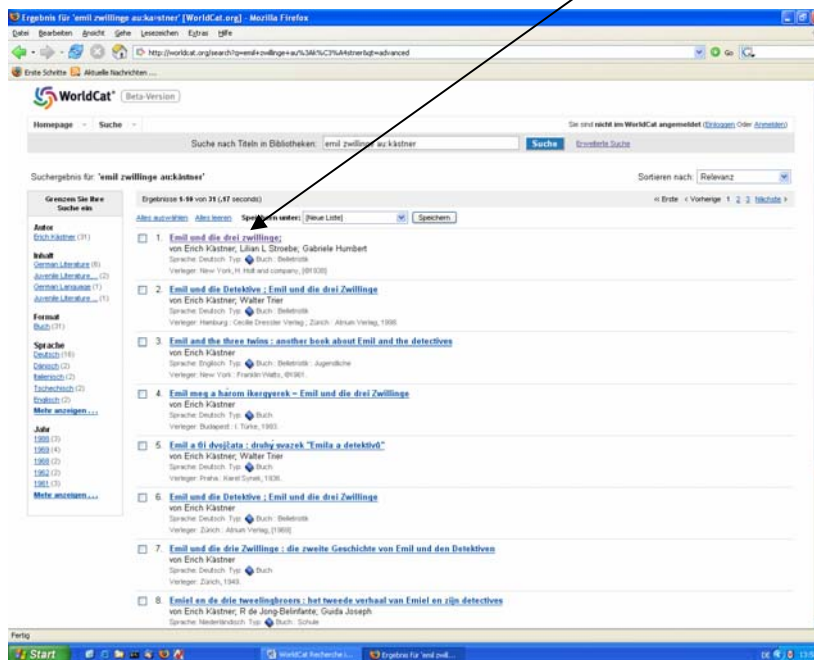 Ergebnis für 'emil zwillinge au:kästner' [WorldCat.org] - Mozilla Firefox
Datei Bearbeiten Ansicht Gehe Lesezeichen Extras Hilfe
http://worldcat.org/search?q=emil+zwillinge+au%3Ak%C3%A4stner&qt=advanced Go
Erste Schritte Aktuelle Nachrichten ...
WorldCat® Beta-Version
Homepage Suche Sie sind nicht im WorldCat angemeldet (Einloggen Oder Anmelden)
Suche nach Titeln in Bibliotheken: emil zwillinge au:kästner Suche Erweiterte Suche
Suchergebnis für: 'emil zwillinge au:kästner' Sortieren nach: Relevanz
Grenzen Sie Ihre Suche ein
Autor
Erich Kästner (31)
Inhalt
German Literature (6)
Juvenile Literature... (2)
German Language (1)
Juvenile Literature ... (1)
Format
Buch (31)
Sprache
Deutsch (16)
Dänisch (2)
Italienisch (2)
Tschechisch (2)
Englisch (2)
Mehr anzeigen ...
Jahr
1988 (3)
1969 (4)
1968 (2)
1962 (2)
1961 (3)
Mehr anzeigen ...
Ergebnisse 1-10 von 31 (,17 seconds) « Erste < Vorherige 1 2 3 Nächste >
Alles auswählen Alles leeren Speichern unter: [Neue Liste] Speichern
1. Emil und die drei zwillinge;
von Erich Kästner; Lilian L Stroebe; Gabriele Humbert
Sprache: Deutsch Typ: Buch : Belletristik
Verleger: New York, H. Holt and company, [©1938]
2. Emil und die Detektive ; Emil und die drei Zwillinge
von Erich Kästner; Walter Trier
Sprache: Deutsch Typ: Buch : Belletristik
Verleger: Hamburg : Cecilie Dressler Verlag ; Zürich : Atrium Verlag, 1998.
3. Emil and the three twins : another book about Emil and the detectives
von Erich Kästner
Sprache: Englisch Typ: Buch : Belletristik : Jugendliche
Verleger: New York : Franklin Watts, ©1961.
4. Emil meg a három ikergyerek = Emil und die drei Zwillinge
von Erich Kästner
Sprache: Deutsch Typ: Buch
Verleger: Budapest : I. Türke, 1993.
5. Emil a tři dvojčata : druhý svazek "Emila a detektivů"
von Erich Kästner; Walter Trier
Sprache: Deutsch Typ: Buch
Verleger: Praha : Karel Synek, 1936.
6. Emil und die Detektive ; Emil und die drei Zwillinge
von Erich Kästner
Sprache: Deutsch Typ: Buch : Belletristik
Verleger: Zürich : Atrium Verlag, [1969]
7. Emil und die drie Zwillinge : die zweite Geschichte von Emil und den Detektiven
von Erich Kästner
Sprache: Deutsch Typ: Buch
Verleger: Zürich, 1949.
8. Emiel en de drie tweelingbroers : het tweede verhaal van Emiel en zijn detectives
von Erich Kästner; R de Jong-Belinfante; Guida Joseph
Sprache: Niederländisch Typ: Buch : Schule
Fertig
Start WorldCat Recherche i... Ergebnis für 'emil zwil... DE